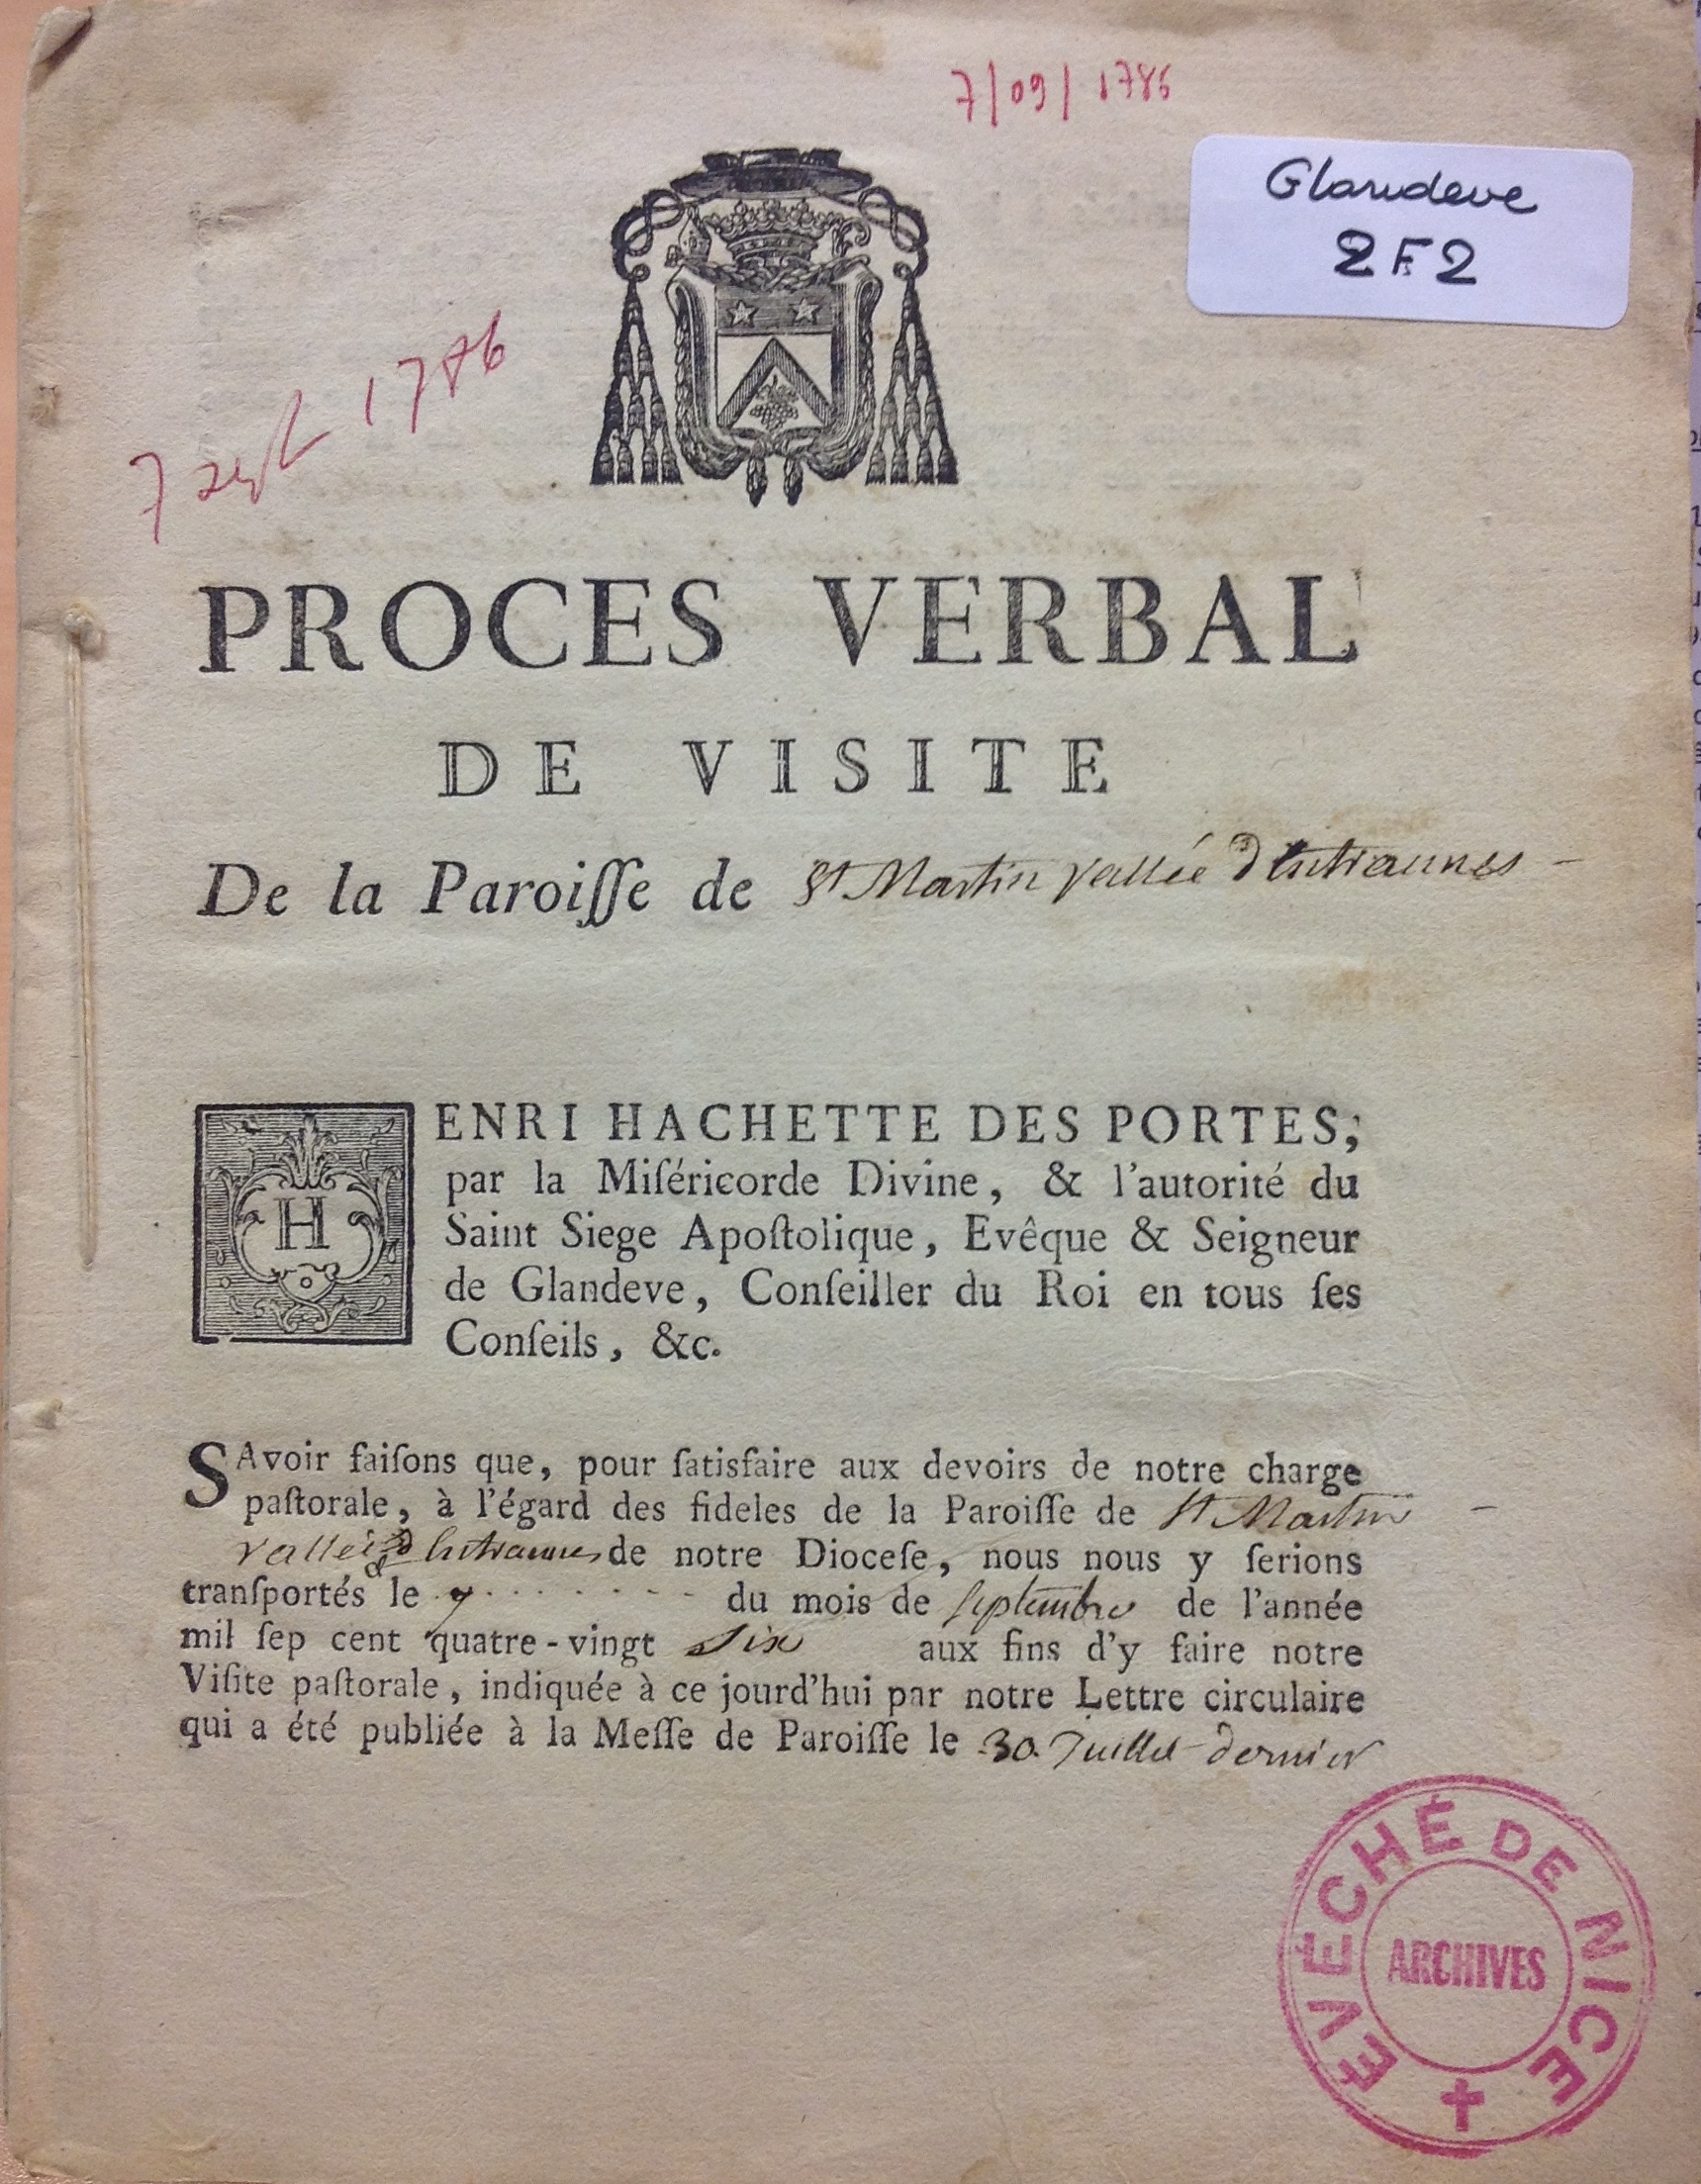 7/09/1786
Glandeve
2F2
7 sept 1786
PROCES VERBAL
DE VISITE
De la Paroiſſe de St Martin vallée d'Entraunes
HENRI HACHETTE DES PORTES;
par la Miſéricorde Divine, & l'autorité du
Saint Siege Apoſtolique, Evêque & Seigneur
de Glandeve, Conſeiller du Roi en tous ſes
Conſeils, &c.
SAvoir faiſons que, pour ſatisfaire aux devoirs de notre charge
paſtorale, à l'égard des fideles de la Paroiſſe de St Martin
vallée d'Entraunes de notre Dioceſe, nous nous y ſerions
tranſportés le 7 du mois de septembre de l'année
mil ſep cent quatre-vingt six aux fins d'y faire notre
Viſite paſtorale, indiquée à ce jourd'hui par notre Lettre circulaire
qui a été publiée à la Meſſe de Paroiſſe le 30 Juillet dernier
ÉVÊCHÉ DE NICE
ARCHIVES